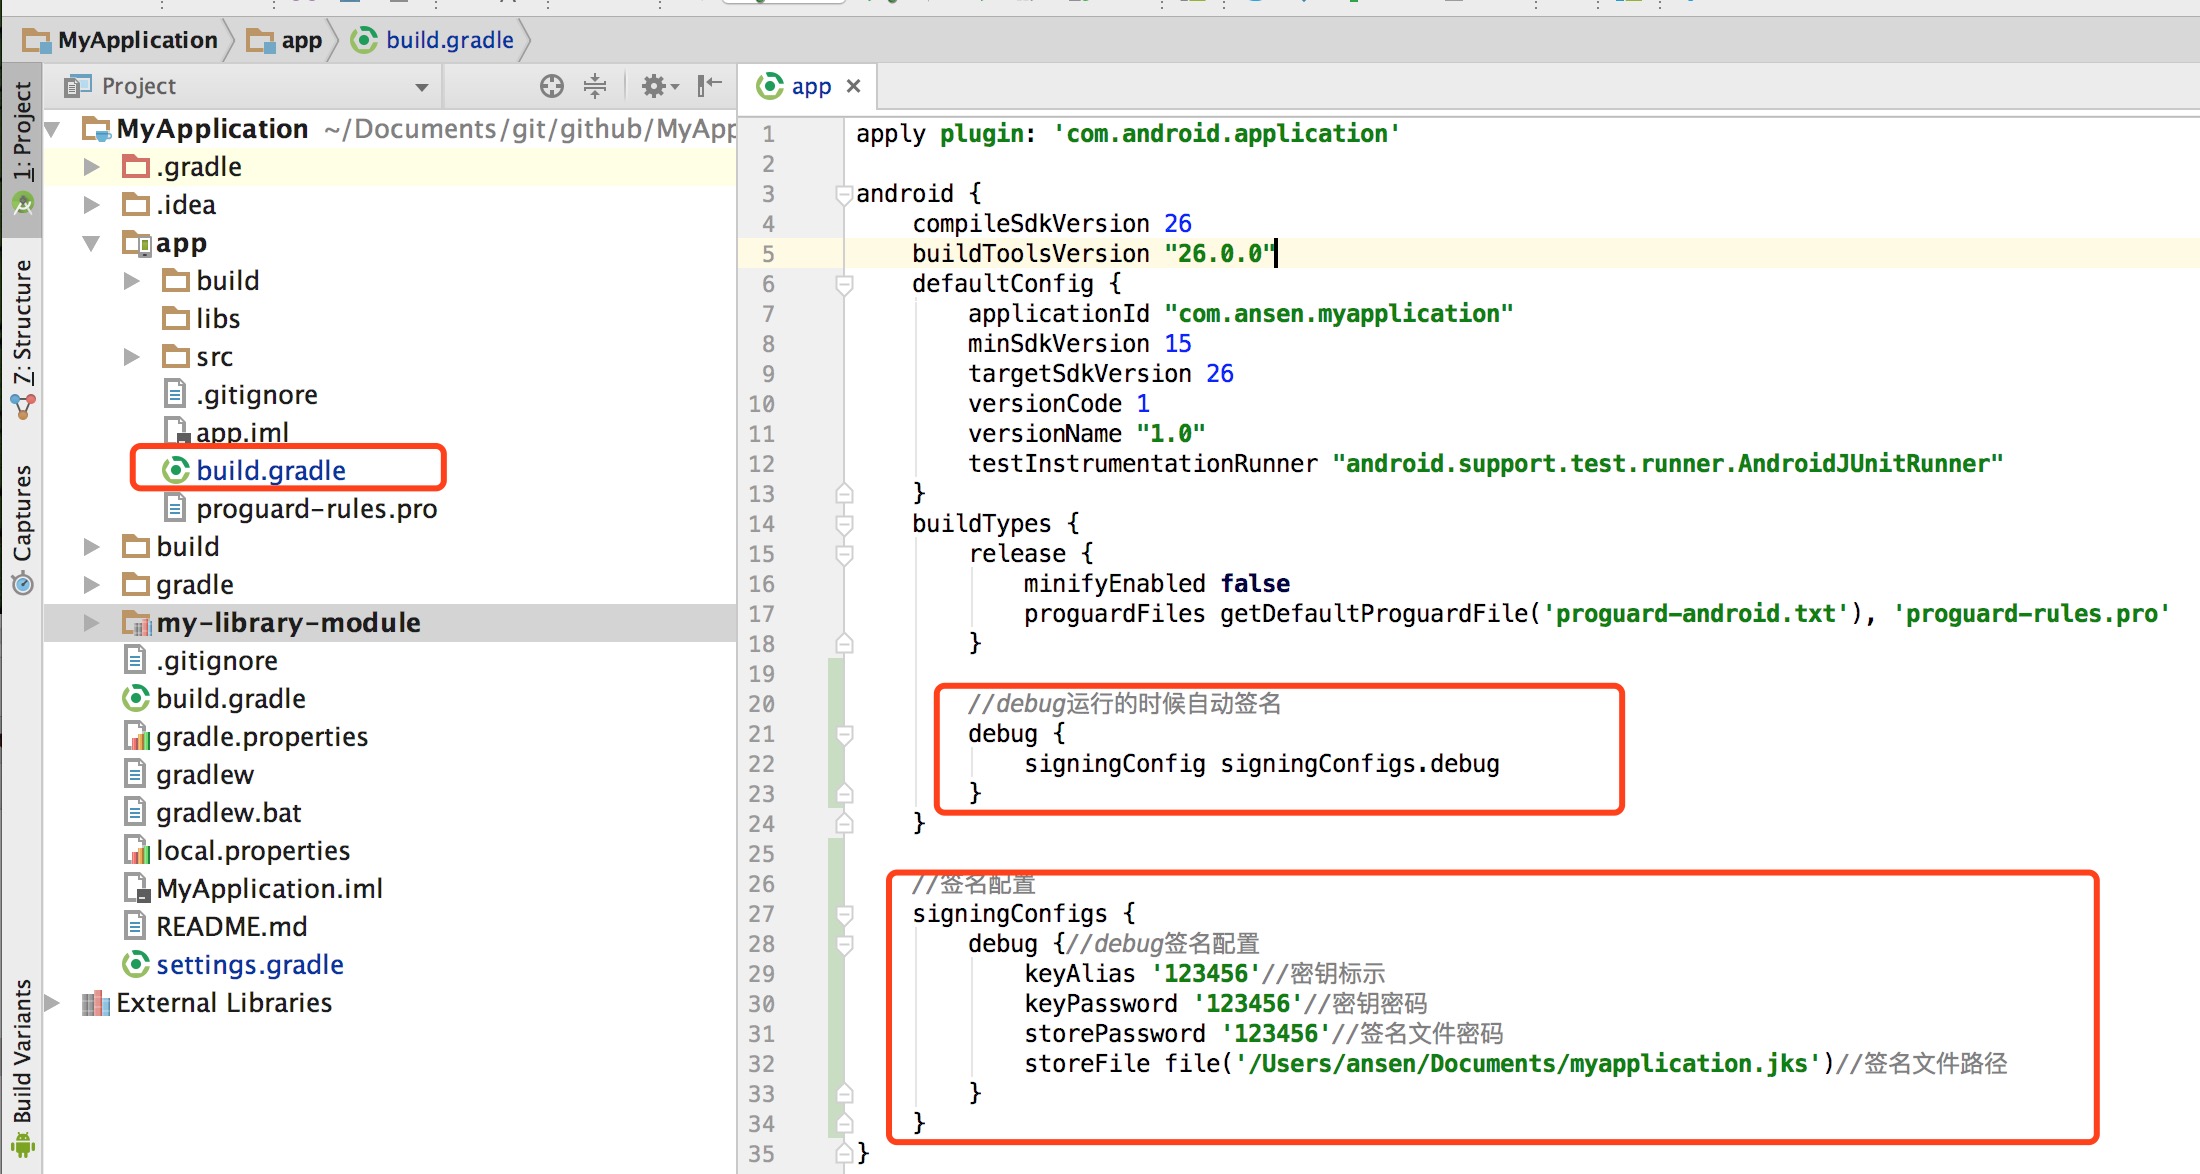 MyApplication app build.gradle
1: Project
7: Structure
Captures
Build Variants
Project
MyApplication ~/Documents/git/github/MyApp
.gradle
.idea
app
build
libs
src
.gitignore
app.iml
build.gradle
proguard-rules.pro
build
gradle
my-library-module
.gitignore
build.gradle
gradle.properties
gradlew
gradlew.bat
local.properties
MyApplication.iml
README.md
settings.gradle
External Libraries
app
1 apply plugin: 'com.android.application'
2
3 android {
4 compileSdkVersion 26
5 buildToolsVersion "26.0.0"
6 defaultConfig {
7 applicationId "com.ansen.myapplication"
8 minSdkVersion 15
9 targetSdkVersion 26
10 versionCode 1
11 versionName "1.0"
12 testInstrumentationRunner "android.support.test.runner.AndroidJUnitRunner"
13 }
14 buildTypes {
15 release {
16 minifyEnabled false
17 proguardFiles getDefaultProguardFile('proguard-android.txt'), 'proguard-rules.pro'
18 }
19
20 //debug运行的时候自动签名
21 debug {
22 signingConfig signingConfigs.debug
23 }
24 }
25
26 //签名配置
27 signingConfigs {
28 debug {//debug签名配置
29 keyAlias '123456'//密钥标示
30 keyPassword '123456'//密钥密码
31 storePassword '123456'//签名文件密码
32 storeFile file('/Users/ansen/Documents/myapplication.jks')//签名文件路径
33 }
34 }
35 }